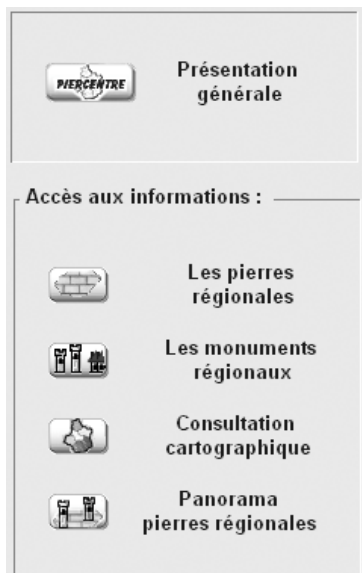 PIERCENTRE
Présentation
générale
Accès aux informations :
Les pierres
régionales
Les monuments
régionaux
Consultation
cartographique
Panorama
pierres régionales